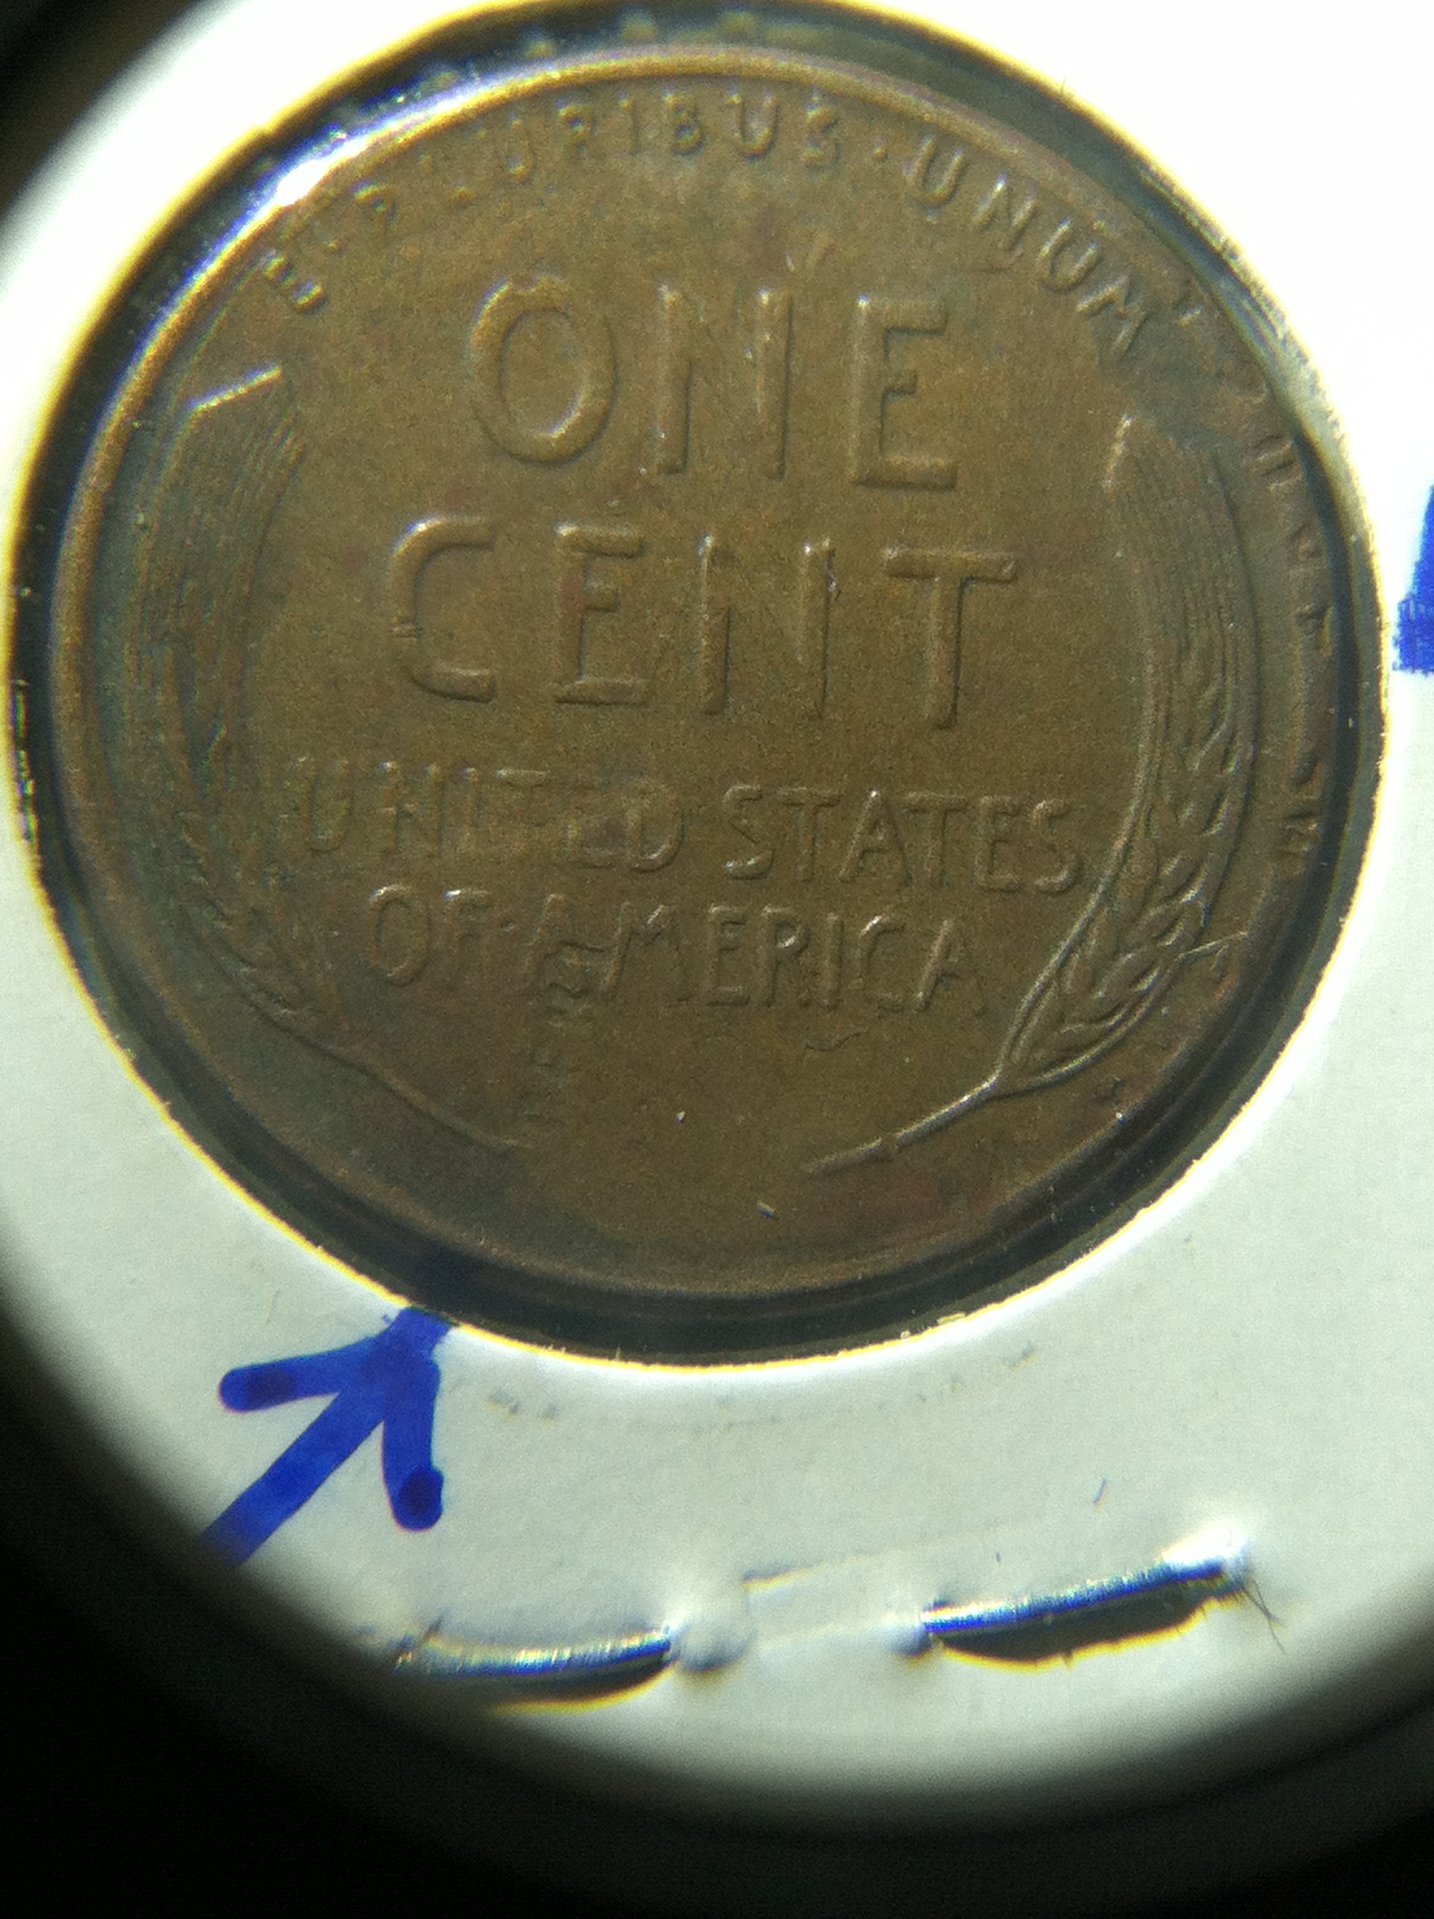 E·PLURIBUS·UNUM
ONE
CENT
UNITED STATES
OF·AMERICA